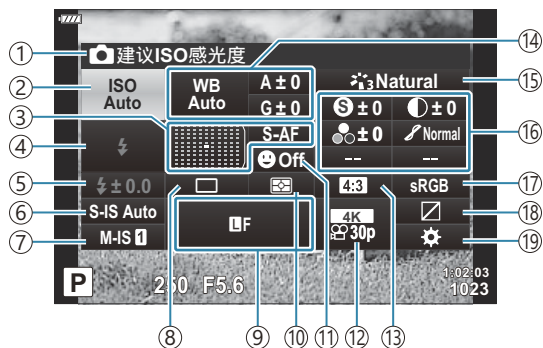 ⑭
① 建议ISO感光度
② ISO Auto WB Auto A±0 G±0 3 Natural ⑮
③ S ±0 ±0 ⑯
S-AF ±0 Normal
④ Off -- --
⑤ ±0.0 4:3 sRGB ⑰
⑥ S-IS Auto LF 4K 30p ⑱
⑦ M-IS 1 ⑲
P 250 F5.6 1:02:03
1023
⑧ ⑨ ⑩ ⑪ ⑫ ⑬